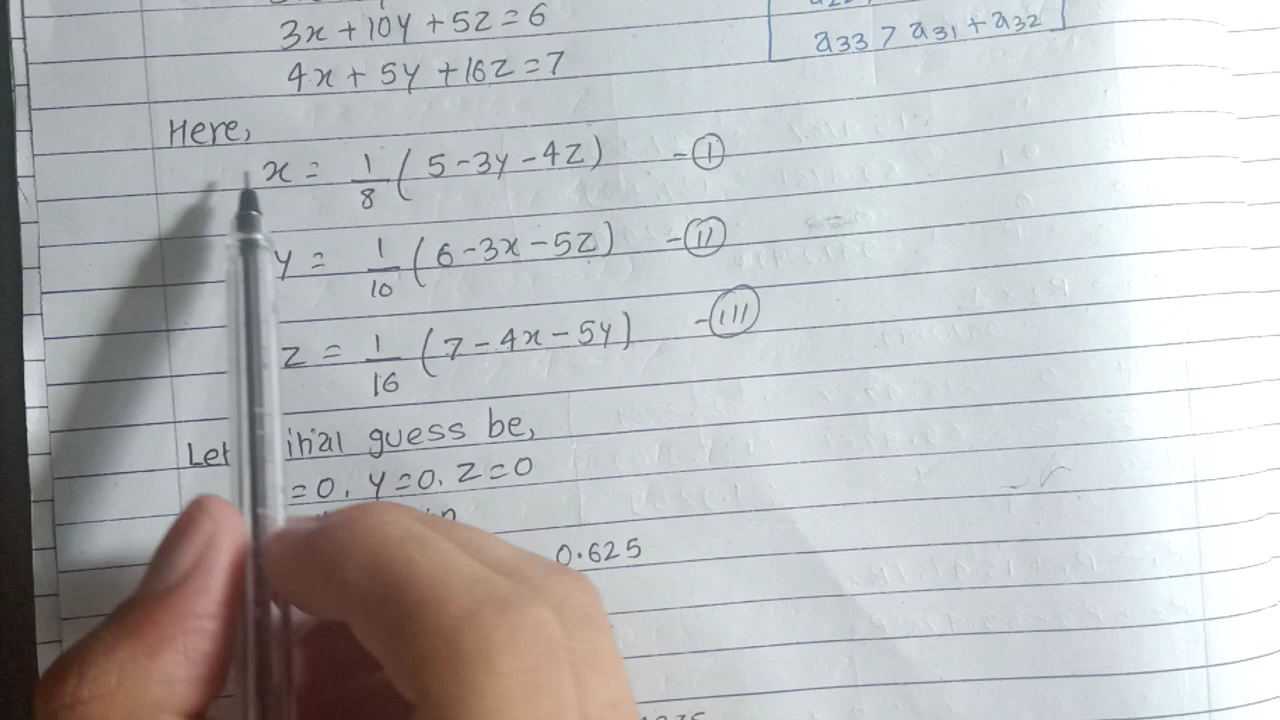 3x + 10y + 5z = 6
4x + 5y + 16z = 7
a33 > a31 + a32
Here,
x = 1/8 ( 5 - 3y - 4z) - (I)
y = 1/10 ( 6 - 3x - 5z) - (II)
z = 1/16 ( 7 - 4x - 5y) - (III)
Let guess be,
= 0, y = 0, z = 0
0.625